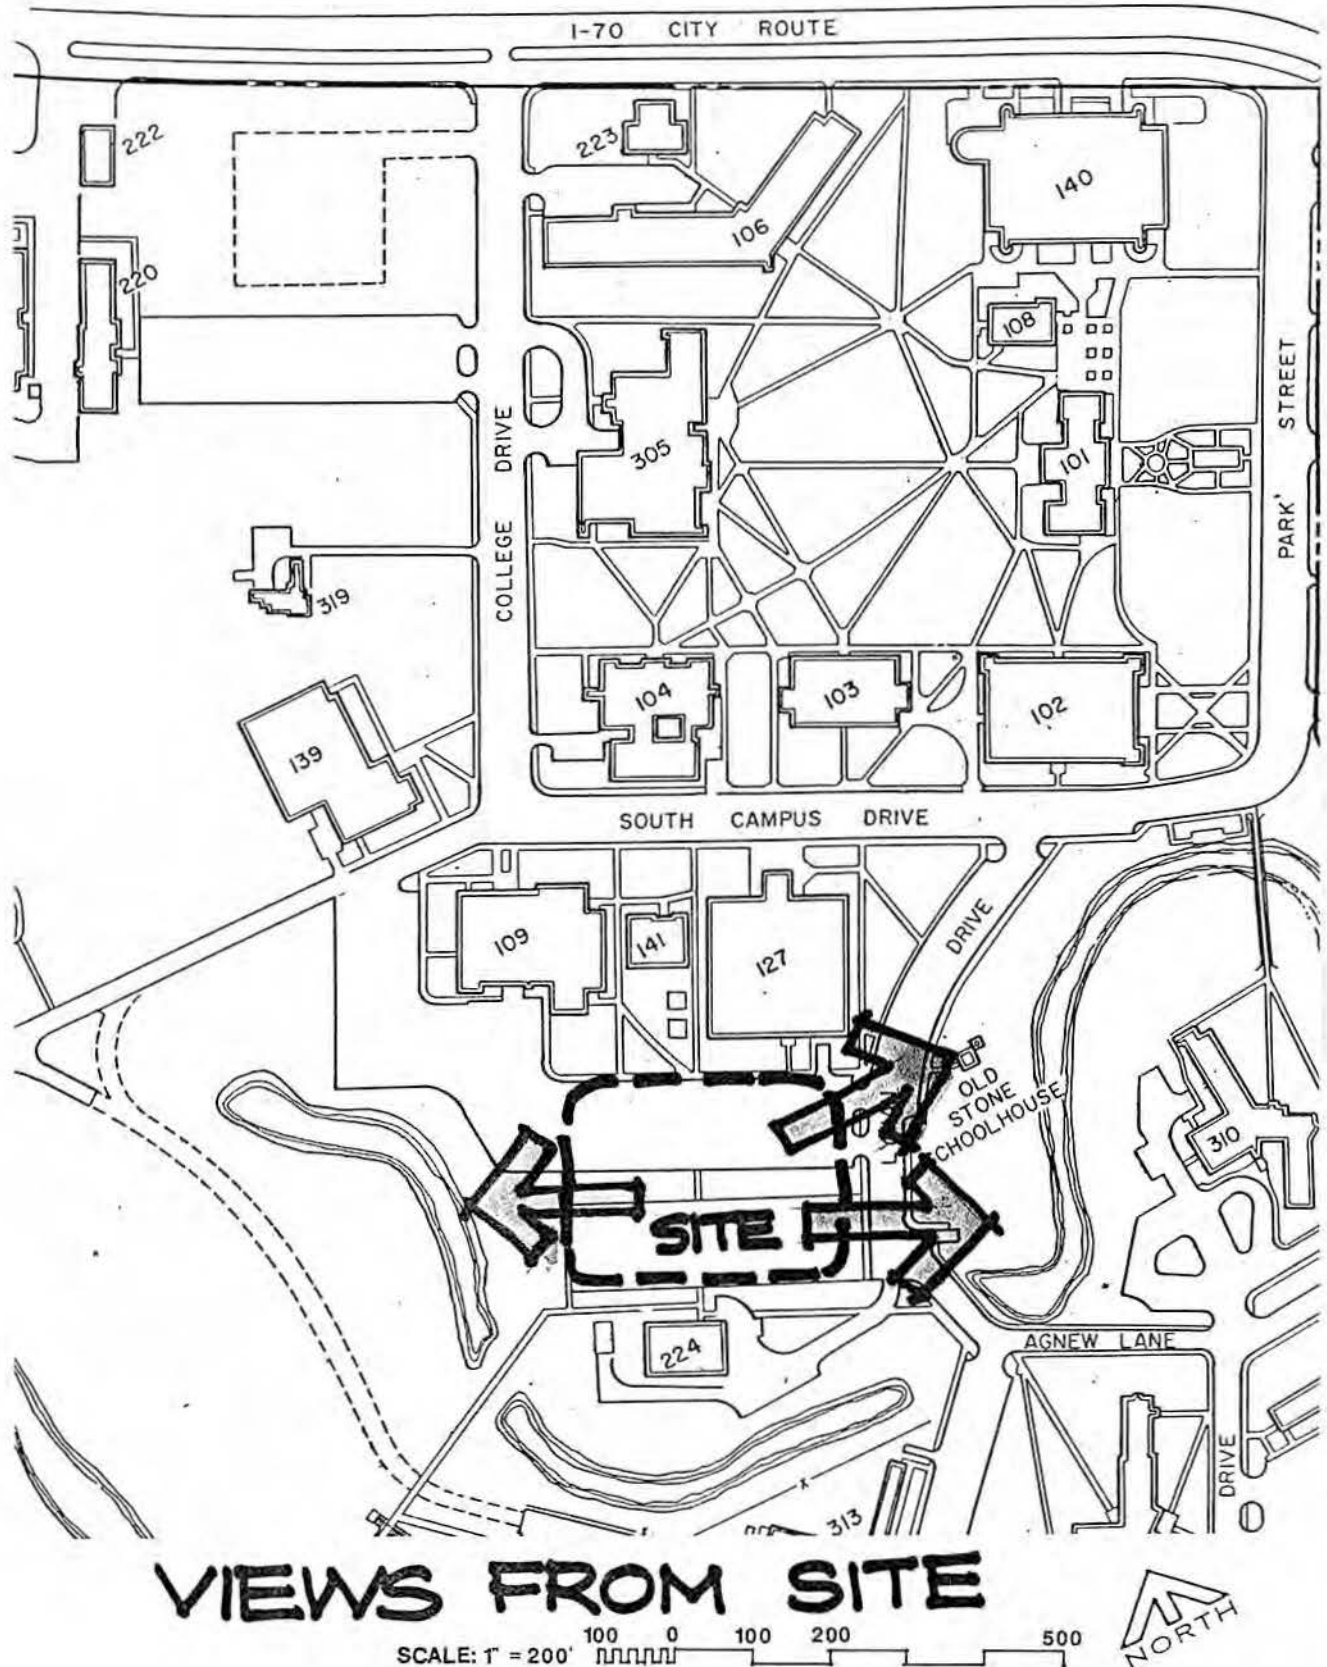 I-70 CITY ROUTE
222
223
106
140
220
108
COLLEGE DRIVE
305
101
PARK' STREET
319
104
103
102
139
SOUTH CAMPUS DRIVE
109
141
127
DRIVE
OLD
STONE
CHOOLHOUSE
310
SITE
224
AGNEW LANE
DRIVE
313
VIEWS FROM SITE
SCALE: 1" = 200'
100 0 100 200 500
NORTH